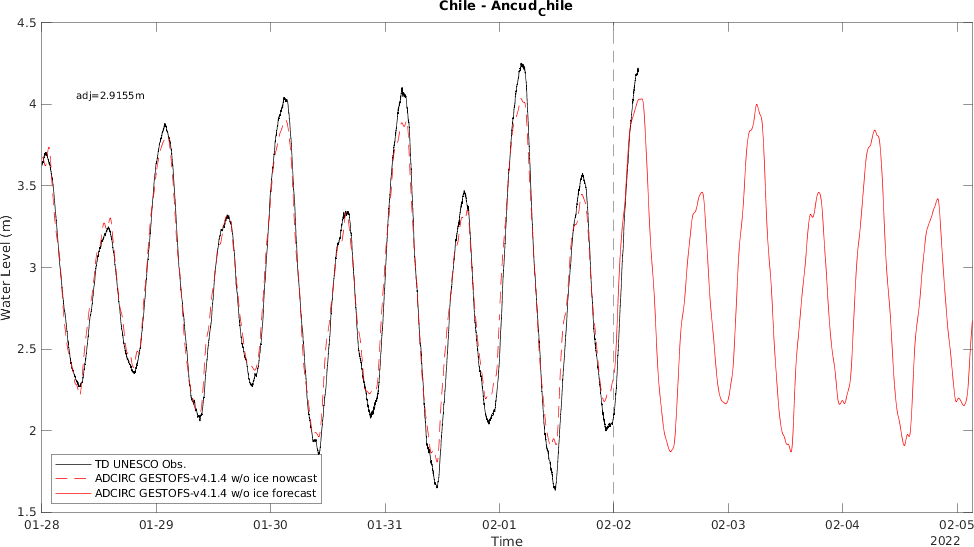 Chile - Ancud_Chile
4.5
4
3.5
3
2.5
2
1.5
Water Level (m)
adj=2.9155m
TD UNESCO Obs.
ADCIRC GESTOFS-v4.1.4 w/o ice nowcast
ADCIRC GESTOFS-v4.1.4 w/o ice forecast
01-28 01-29 01-30 01-31 02-01 02-02 02-03 02-04 02-05
Time 2022